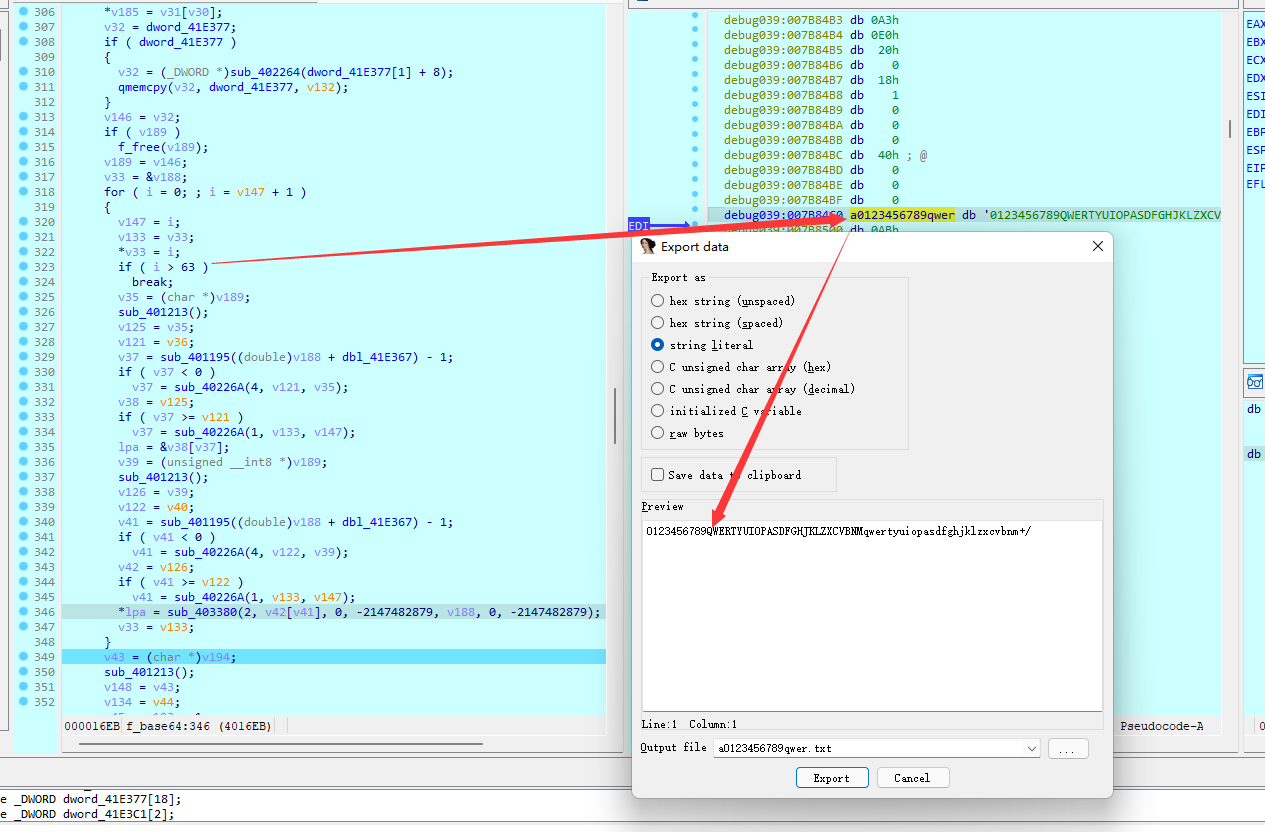 306 *v185 = v31[v30];
307 v32 = dword_41E377;
308 if ( dword_41E377 )
309 {
310 v32 = (_DWORD *)sub_402264(dword_41E377[1] + 8);
311 qmemcpy(v32, dword_41E377, v132);
312 }
313 v146 = v32;
314 if ( v189 )
315 f_free(v189);
316 v189 = v146;
317 v33 = &v188;
318 for ( i = 0; ; i = v147 + 1 )
319 {
320 v147 = i;
321 v133 = v33;
322 *v33 = i;
323 if ( i > 63 )
324 break;
325 v35 = (char *)v189;
326 sub_401213();
327 v125 = v35;
328 v121 = v36;
329 v37 = sub_401195((double)v188 + dbl_41E367) - 1;
330 if ( v37 < 0 )
331 v37 = sub_40226A(4, v121, v35);
332 v38 = v125;
333 if ( v37 >= v121 )
334 v37 = sub_40226A(1, v133, v147);
335 lpa = &v38[v37];
336 v39 = (unsigned __int8 *)v189;
337 sub_401213();
338 v126 = v39;
339 v122 = v40;
340 v41 = sub_401195((double)v188 + dbl_41E367) - 1;
341 if ( v41 < 0 )
342 v41 = sub_40226A(4, v122, v39);
343 v42 = v126;
344 if ( v41 >= v122 )
345 v41 = sub_40226A(1, v133, v147);
346 *lpa = sub_403380(2, v42[v41], 0, -2147482879, v188, 0, -2147482879);
347 v33 = v133;
348 }
349 v43 = (char *)v194;
350 sub_401213();
351 v148 = v43;
352 v134 = v44;
000016EB f_base64:346 (4016EB)
e _DWORD dword_41E377[18];
e _DWORD dword_41E3C1[2];
debug039:007B84B3 db 0A3h
debug039:007B84B4 db 0E0h
debug039:007B84B5 db 20h
debug039:007B84B6 db 0
debug039:007B84B7 db 18h
debug039:007B84B8 db 1
debug039:007B84B9 db 0
debug039:007B84BA db 0
debug039:007B84BB db 0
debug039:007B84BC db 40h ; @
debug039:007B84BD db 0
debug039:007B84BE db 0
debug039:007B84BF db 0
EDI debug039:007B84C0 a0123456789qwer db '0123456789QWERTYUIOPASDFGHJKLZXCV
debug039:007B8500 db 0ABh
Export data
Export as
hex string (unspaced)
hex string (spaced)
string literal
C unsigned char array (hex)
C unsigned char array (decimal)
initialized C variable
raw bytes
Save data to clipboard
Preview
0123456789QWERTYUIOPASDFGHJKLZXCVBNMqwertyuiopasdfghjklzxcvbnm+/
Line:1 Column:1
Output file a0123456789qwer.txt
...
Export Cancel
Pseudocode-A
EAX
EBX
ECX
EDX
ESI
EDI
EBP
ESP
EIP
EFL
db
db